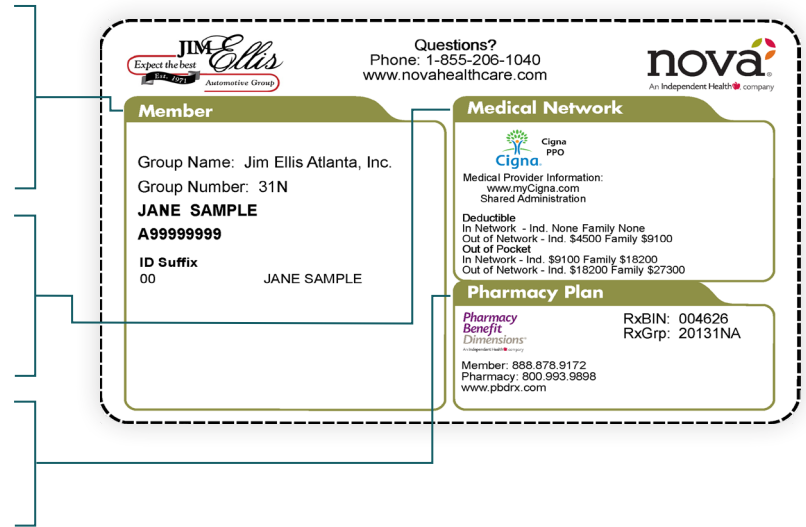 JIM Ellis
Expect the best
Est. 1971
Automotive Group
Questions?
Phone: 1-855-206-1040
www.novahealthcare.com
nova®
An Independent Health company
Member
Group Name: Jim Ellis Atlanta, Inc.
Group Number: 31N
JANE SAMPLE
A99999999
ID Suffix
00 JANE SAMPLE
Medical Network
Cigna.
Cigna
PPO
Medical Provider Information:
www.myCigna.com
Shared Administration
Deductible
In Network - Ind. None Family None
Out of Network - Ind. $4500 Family $9100
Out of Pocket
In Network - Ind. $9100 Family $18200
Out of Network - Ind. $18200 Family $27300
Pharmacy Plan
Pharmacy
Benefit
Dimensions
An Independent Health company
RxBIN: 004626
RxGrp: 20131NA
Member: 888.878.9172
Pharmacy: 800.993.9898
www.pbdrx.com